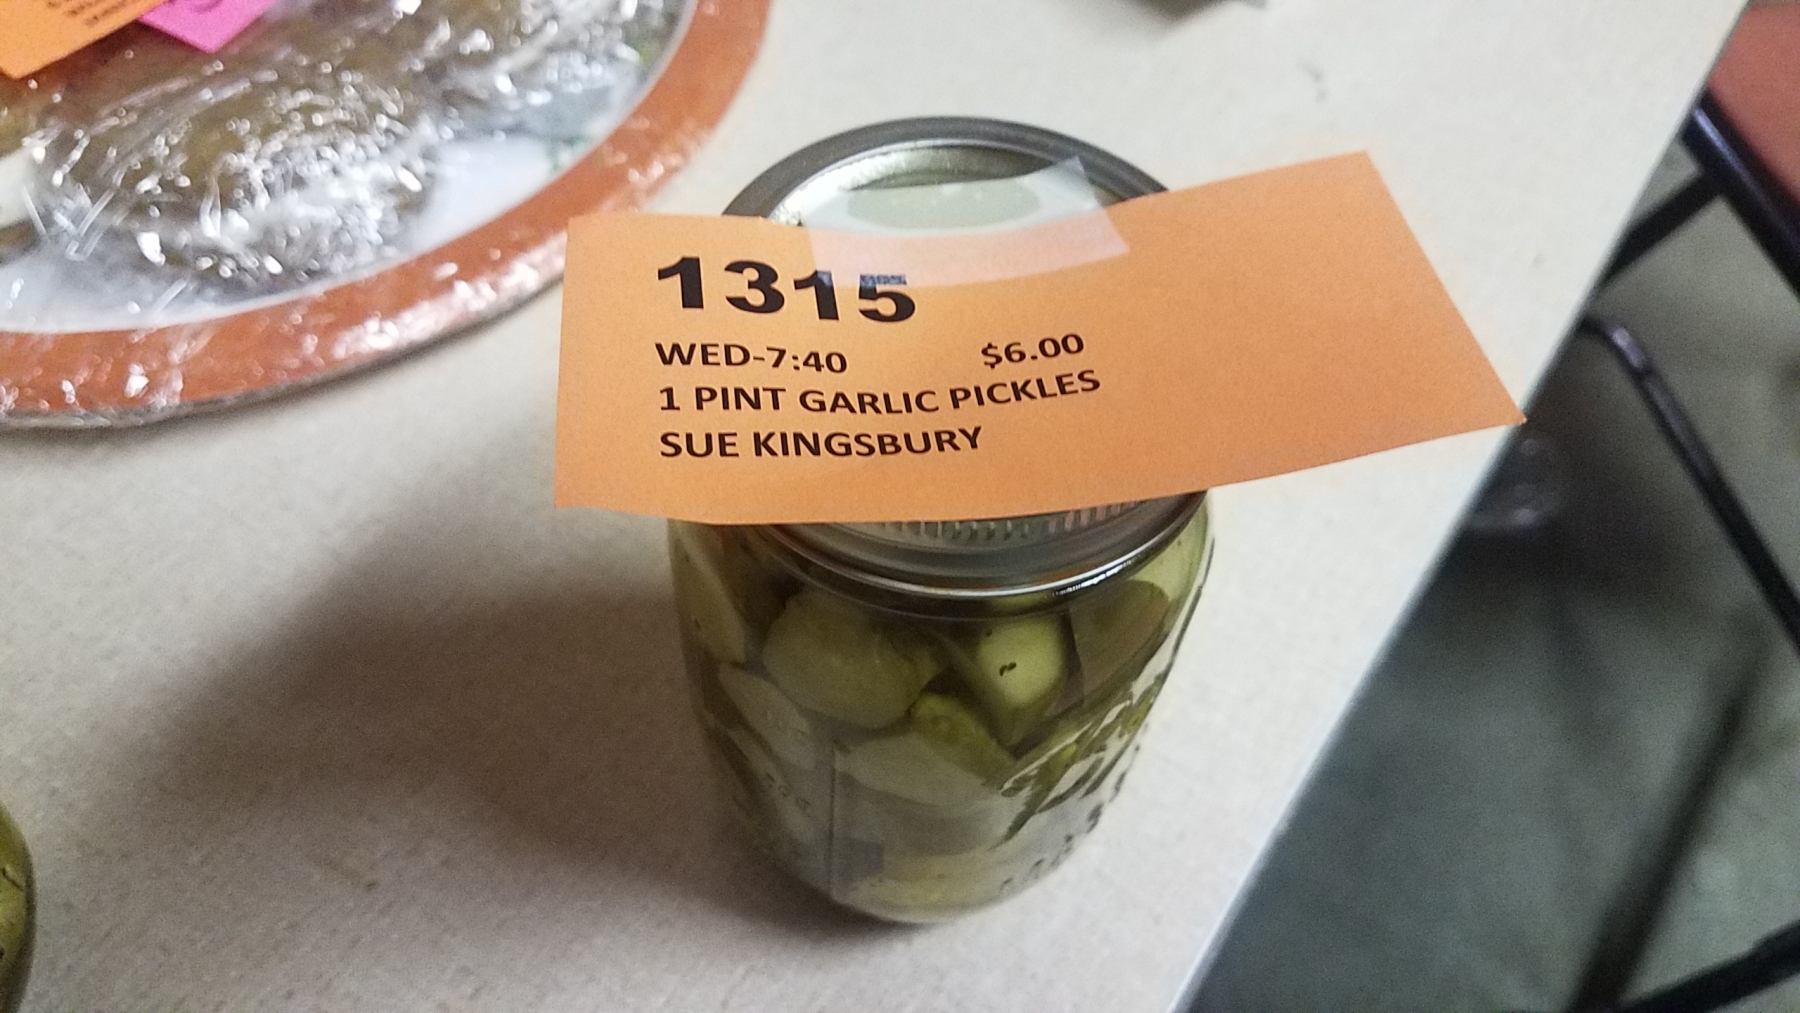 1315
WED-7:40 $6.00
1 PINT GARLIC PICKLES
SUE KINGSBURY